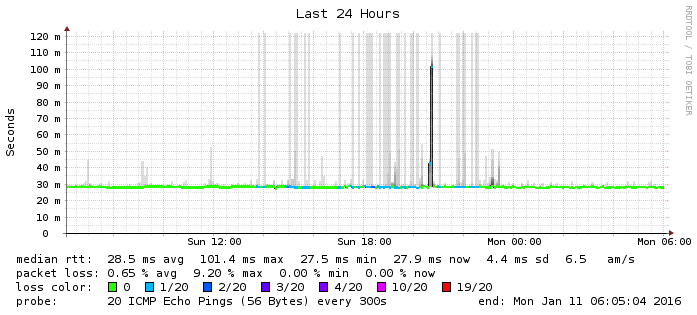 Last 24 Hours
RRDTOOL / TOBI OETIKER
Seconds
120 m
110 m
100 m
90 m
80 m
70 m
60 m
50 m
40 m
30 m
20 m
10 m
0
Sun 12:00 Sun 18:00 Mon 00:00 Mon 06:00
median rtt: 28.5 ms avg 101.4 ms max 27.5 ms min 27.9 ms now 4.4 ms sd 6.5 am/s
packet loss: 0.65 % avg 9.20 % max 0.00 % min 0.00 % now
loss color: 0 1/20 2/20 3/20 4/20 10/20 19/20
probe: 20 ICMP Echo Pings (56 Bytes) every 300s end: Mon Jan 11 06:05:04 2016